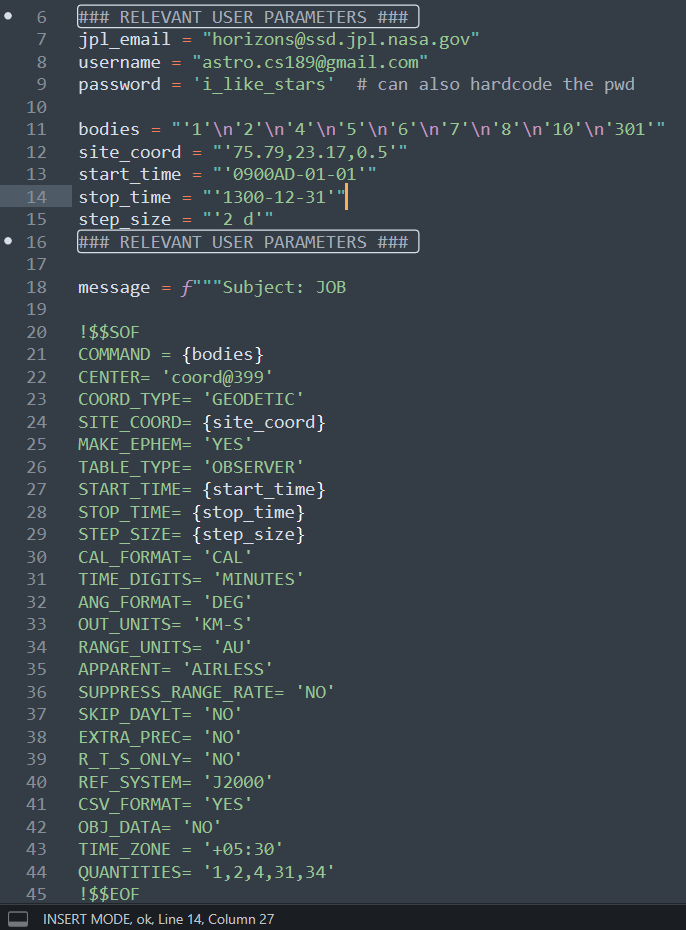 6 ### RELEVANT USER PARAMETERS ###
7 jpl_email = "horizons@ssd.jpl.nasa.gov"
8 username = "astro.cs189@gmail.com"
9 password = 'i_like_stars'  # can also hardcode the pwd
10
11 bodies = "'1'\n'2'\n'4'\n'5'\n'6'\n'7'\n'8'\n'10'\n'301'"
12 site_coord = "'75.79,23.17,0.5'"
13 start_time = "'0900AD-01-01'"
14 stop_time = "'1300-12-31'"
15 step_size = "'2 d'"
16 ### RELEVANT USER PARAMETERS ###
17
18 message = f"""Subject: JOB
19
20 !$$SOF
21 COMMAND = {bodies}
22 CENTER= 'coord@399'
23 COORD_TYPE= 'GEODETIC'
24 SITE_COORD= {site_coord}
25 MAKE_EPHEM= 'YES'
26 TABLE_TYPE= 'OBSERVER'
27 START_TIME= {start_time}
28 STOP_TIME= {stop_time}
29 STEP_SIZE= {step_size}
30 CAL_FORMAT= 'CAL'
31 TIME_DIGITS= 'MINUTES'
32 ANG_FORMAT= 'DEG'
33 OUT_UNITS= 'KM-S'
34 RANGE_UNITS= 'AU'
35 APPARENT= 'AIRLESS'
36 SUPPRESS_RANGE_RATE= 'NO'
37 SKIP_DAYLT= 'NO'
38 EXTRA_PREC= 'NO'
39 R_T_S_ONLY= 'NO'
40 REF_SYSTEM= 'J2000'
41 CSV_FORMAT= 'YES'
42 OBJ_DATA= 'NO'
43 TIME_ZONE = '+05:30'
44 QUANTITIES= '1,2,4,31,34'
45 !$$EOF
INSERT MODE, ok, Line 14, Column 27